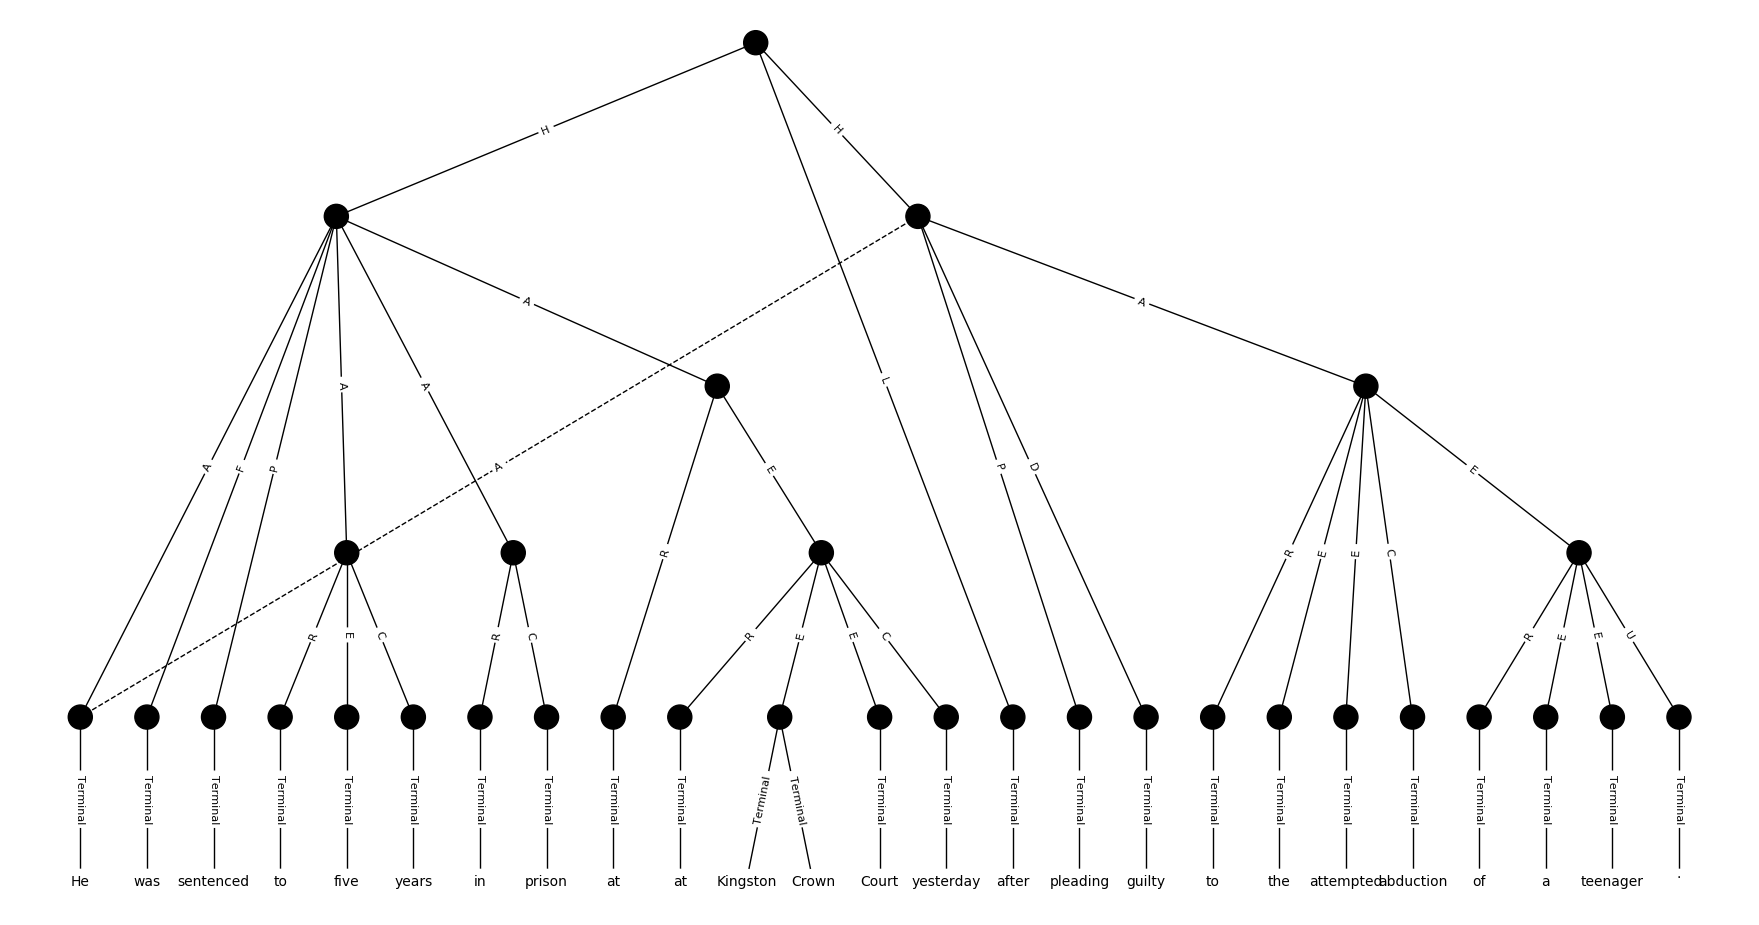 H H
A A
A F P A A A L P D
R E R E E C E
R E C R C R E E C R E E U
Terminal Terminal Terminal Terminal Terminal Terminal Terminal Terminal Terminal Terminal Terminal Terminal Terminal Terminal Terminal Terminal Terminal Terminal Terminal Terminal Terminal Terminal Terminal Terminal Terminal
He was sentenced to five years in prison at at Kingston Crown Court yesterday after pleading guilty to the attempted abduction of a teenager .